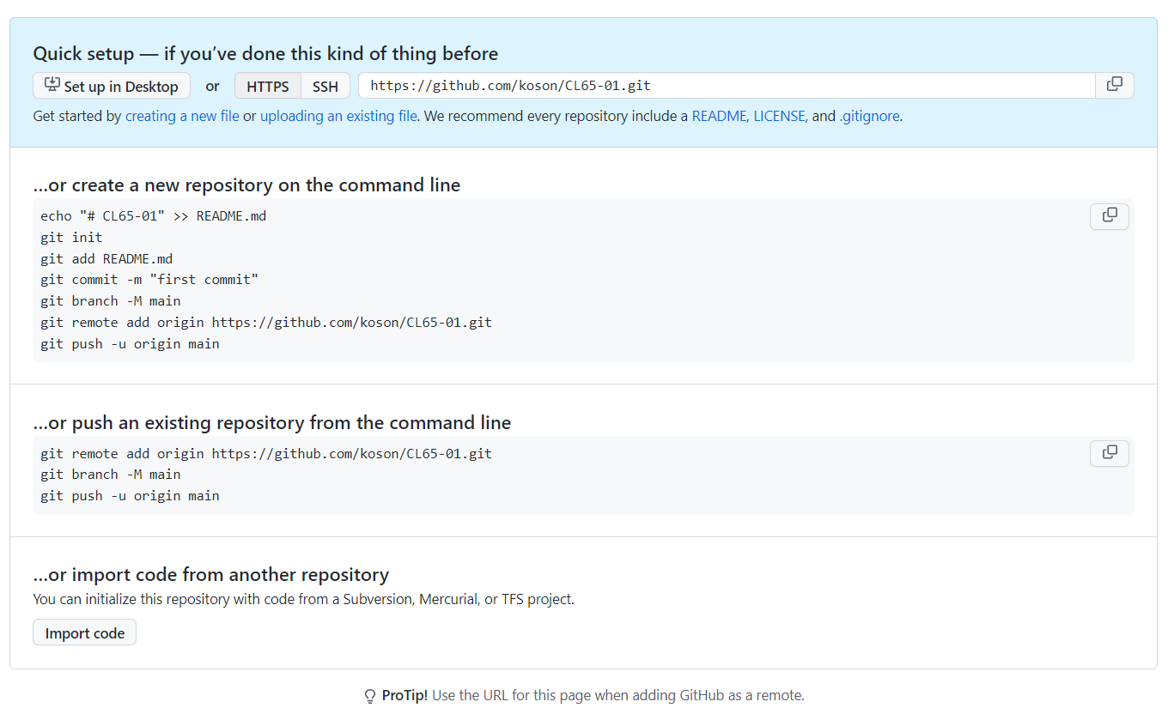 Quick setup — if you’ve done this kind of thing before
Set up in Desktop or HTTPS SSH https://github.com/koson/CL65-01.git
Get started by creating a new file or uploading an existing file. We recommend every repository include a README, LICENSE, and .gitignore.
…or create a new repository on the command line
echo "# CL65-01" >> README.md
git init
git add README.md
git commit -m "first commit"
git branch -M main
git remote add origin https://github.com/koson/CL65-01.git
git push -u origin main
…or push an existing repository from the command line
git remote add origin https://github.com/koson/CL65-01.git
git branch -M main
git push -u origin main
…or import code from another repository
You can initialize this repository with code from a Subversion, Mercurial, or TFS project.
Import code
ProTip! Use the URL for this page when adding GitHub as a remote.